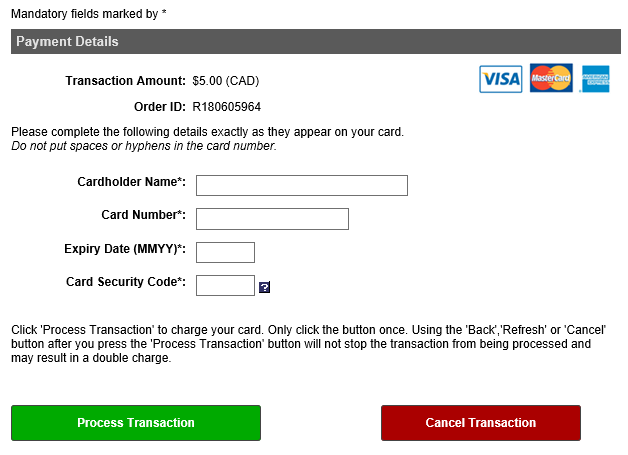 Mandatory fields marked by *
Payment Details
Transaction Amount: $5.00 (CAD)
VISA MasterCard AMERICAN EXPRESS
Order ID: R180605964
Please complete the following details exactly as they appear on your card.
Do not put spaces or hyphens in the card number.
Cardholder Name*:
Card Number*:
Expiry Date (MMYY)*:
Card Security Code*: ?
Click 'Process Transaction' to charge your card. Only click the button once. Using the 'Back','Refresh' or 'Cancel'
button after you press the 'Process Transaction' button will not stop the transaction from being processed and
may result in a double charge.
Process Transaction Cancel Transaction